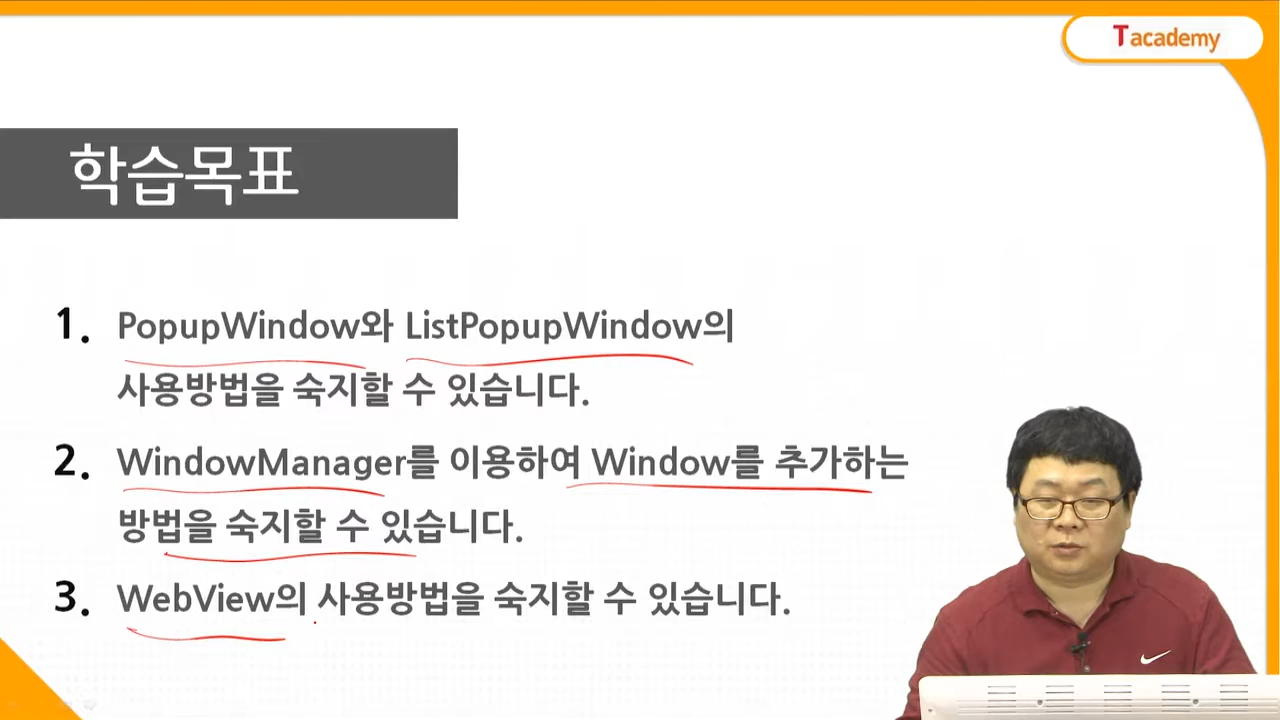 Tacademy
학습목표
1. PopupWindow와 ListPopupWindow의
사용방법을 숙지할 수 있습니다.
2. WindowManager를 이용하여 Window를 추가하는
방법을 숙지할 수 있습니다.
3. WebView의 사용방법을 숙지할 수 있습니다.